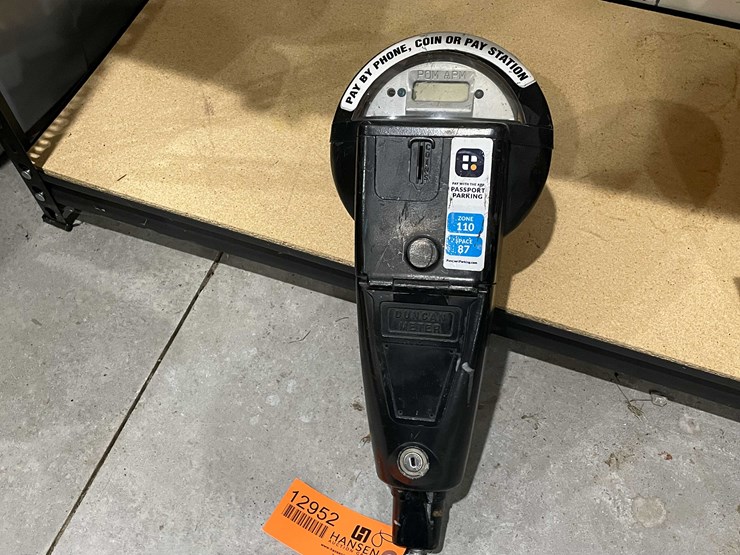 PAY BY PHONE, COIN OR PAY STATION
POM APM
PAY WITH THE APP
PASSPORT
PARKING
ZONE
110
SPACE
87
DUNCAN
METER
12952
HANSEN